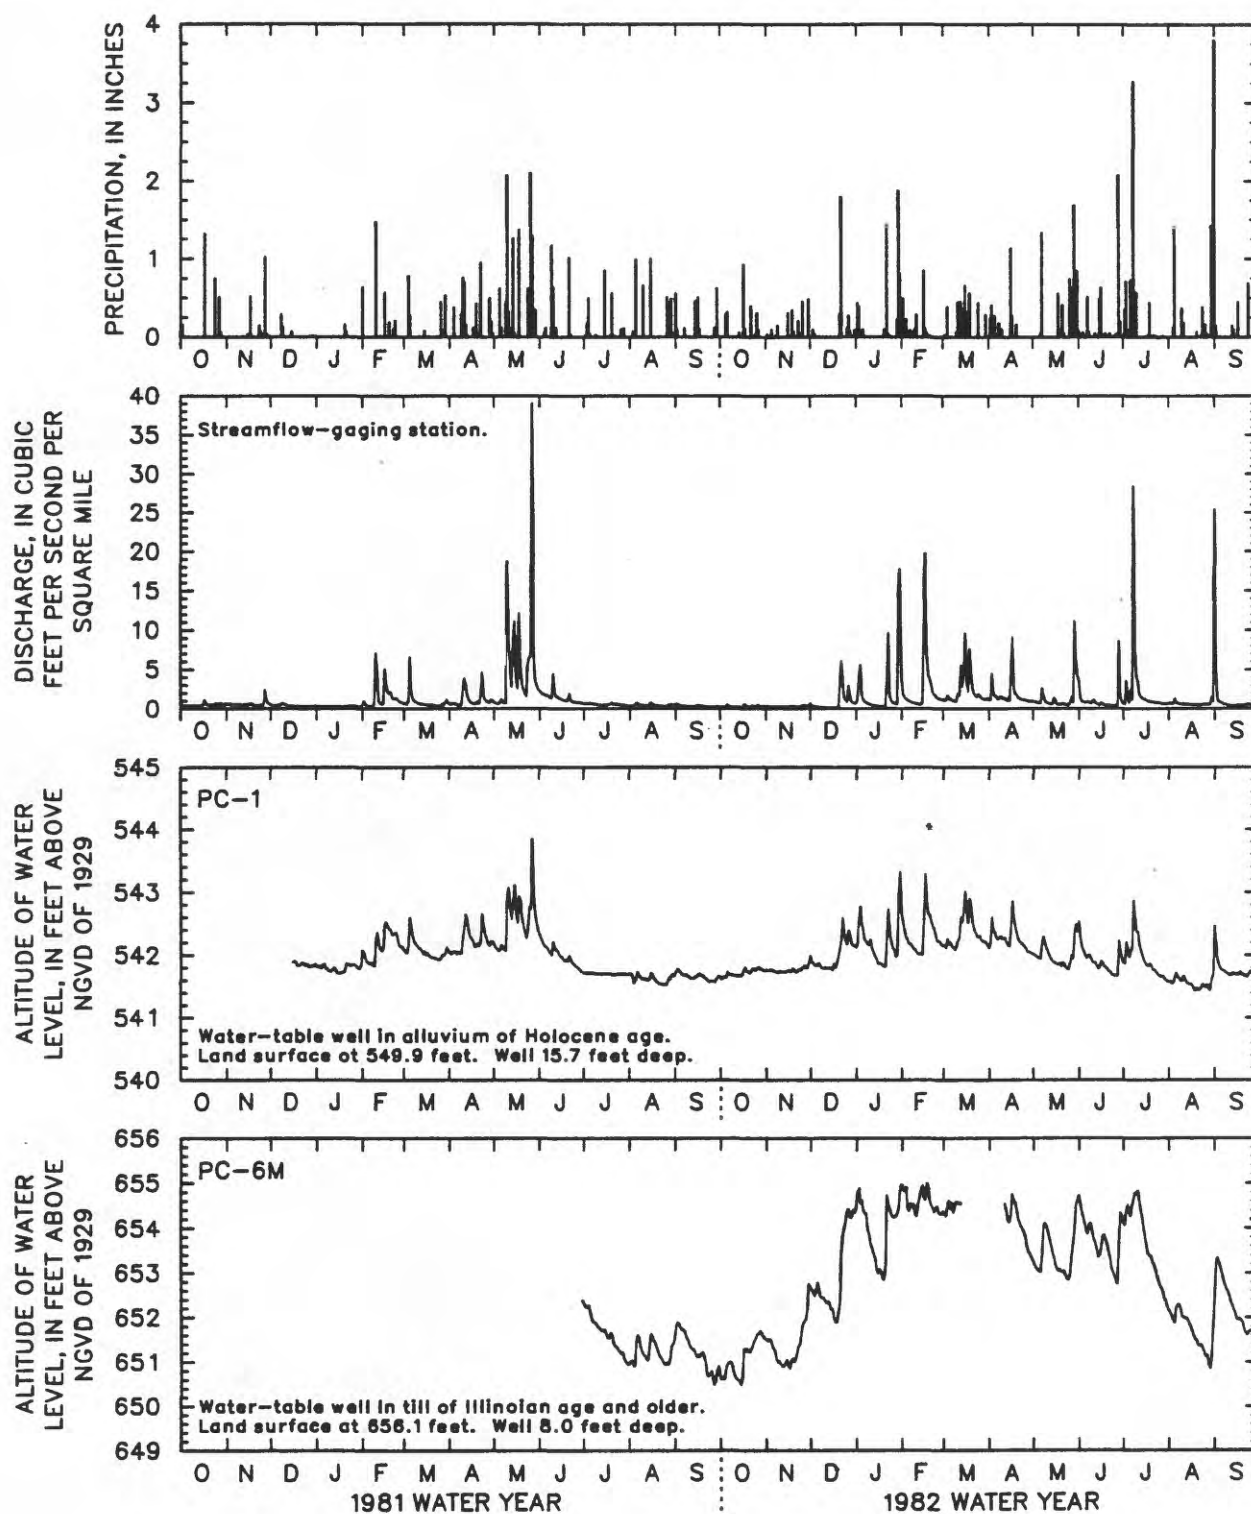 PRECIPITATION, IN INCHES
4
3
2
1
0
O N D J F M A M J J A S O N D J F M A M J J A S
DISCHARGE, IN CUBIC
FEET PER SECOND PER
SQUARE MILE
40
35
30
25
20
15
10
5
0
Streamflow-gaging station.
O N D J F M A M J J A S O N D J F M A M J J A S
ALTITUDE OF WATER
LEVEL, IN FEET ABOVE
NGVD OF 1929
545
544
543
542
541
540
PC-1
Water-table well in alluvium of Holocene age.
Land surface at 549.9 feet. Well 15.7 feet deep.
O N D J F M A M J J A S O N D J F M A M J J A S
ALTITUDE OF WATER
LEVEL, IN FEET ABOVE
NGVD OF 1929
656
655
654
653
652
651
650
649
PC-6M
Water-table well in till of Illinoian age and older.
Land surface at 656.1 feet. Well 8.0 feet deep.
O N D J F M A M J J A S O N D J F M A M J J A S
1981 WATER YEAR 1982 WATER YEAR